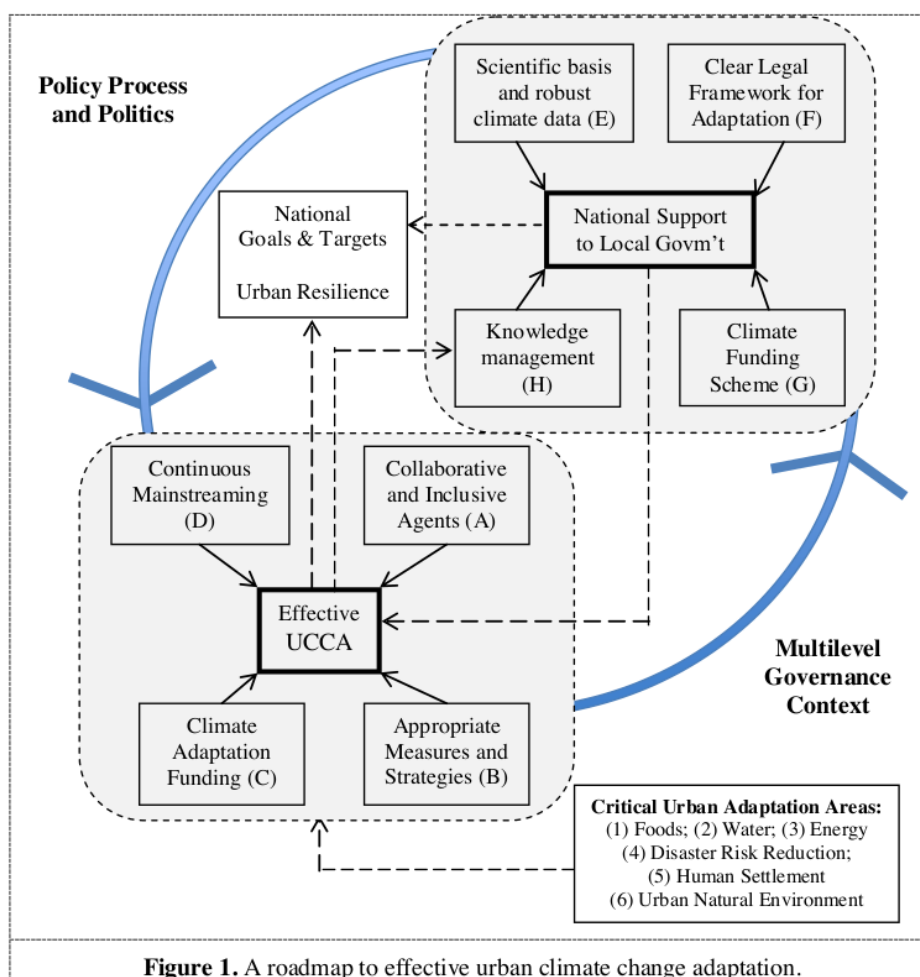 Policy Process
and Politics
Scientific basis
and robust
climate data (E)
Clear Legal
Framework for
Adaptation (F)
National
Goals & Targets
Urban Resilience
National Support
to Local Govm't
Knowledge
management
(H)
Climate
Funding
Scheme (G)
Continuous
Mainstreaming
(D)
Collaborative
and Inclusive
Agents (A)
Effective
UCCA
Multilevel
Governance
Context
Climate
Adaptation
Funding (C)
Appropriate
Measures and
Strategies (B)
Critical Urban Adaptation Areas:
(1) Foods; (2) Water; (3) Energy
(4) Disaster Risk Reduction;
(5) Human Settlement
(6) Urban Natural Environment
Figure 1. A roadmap to effective urban climate change adaptation.